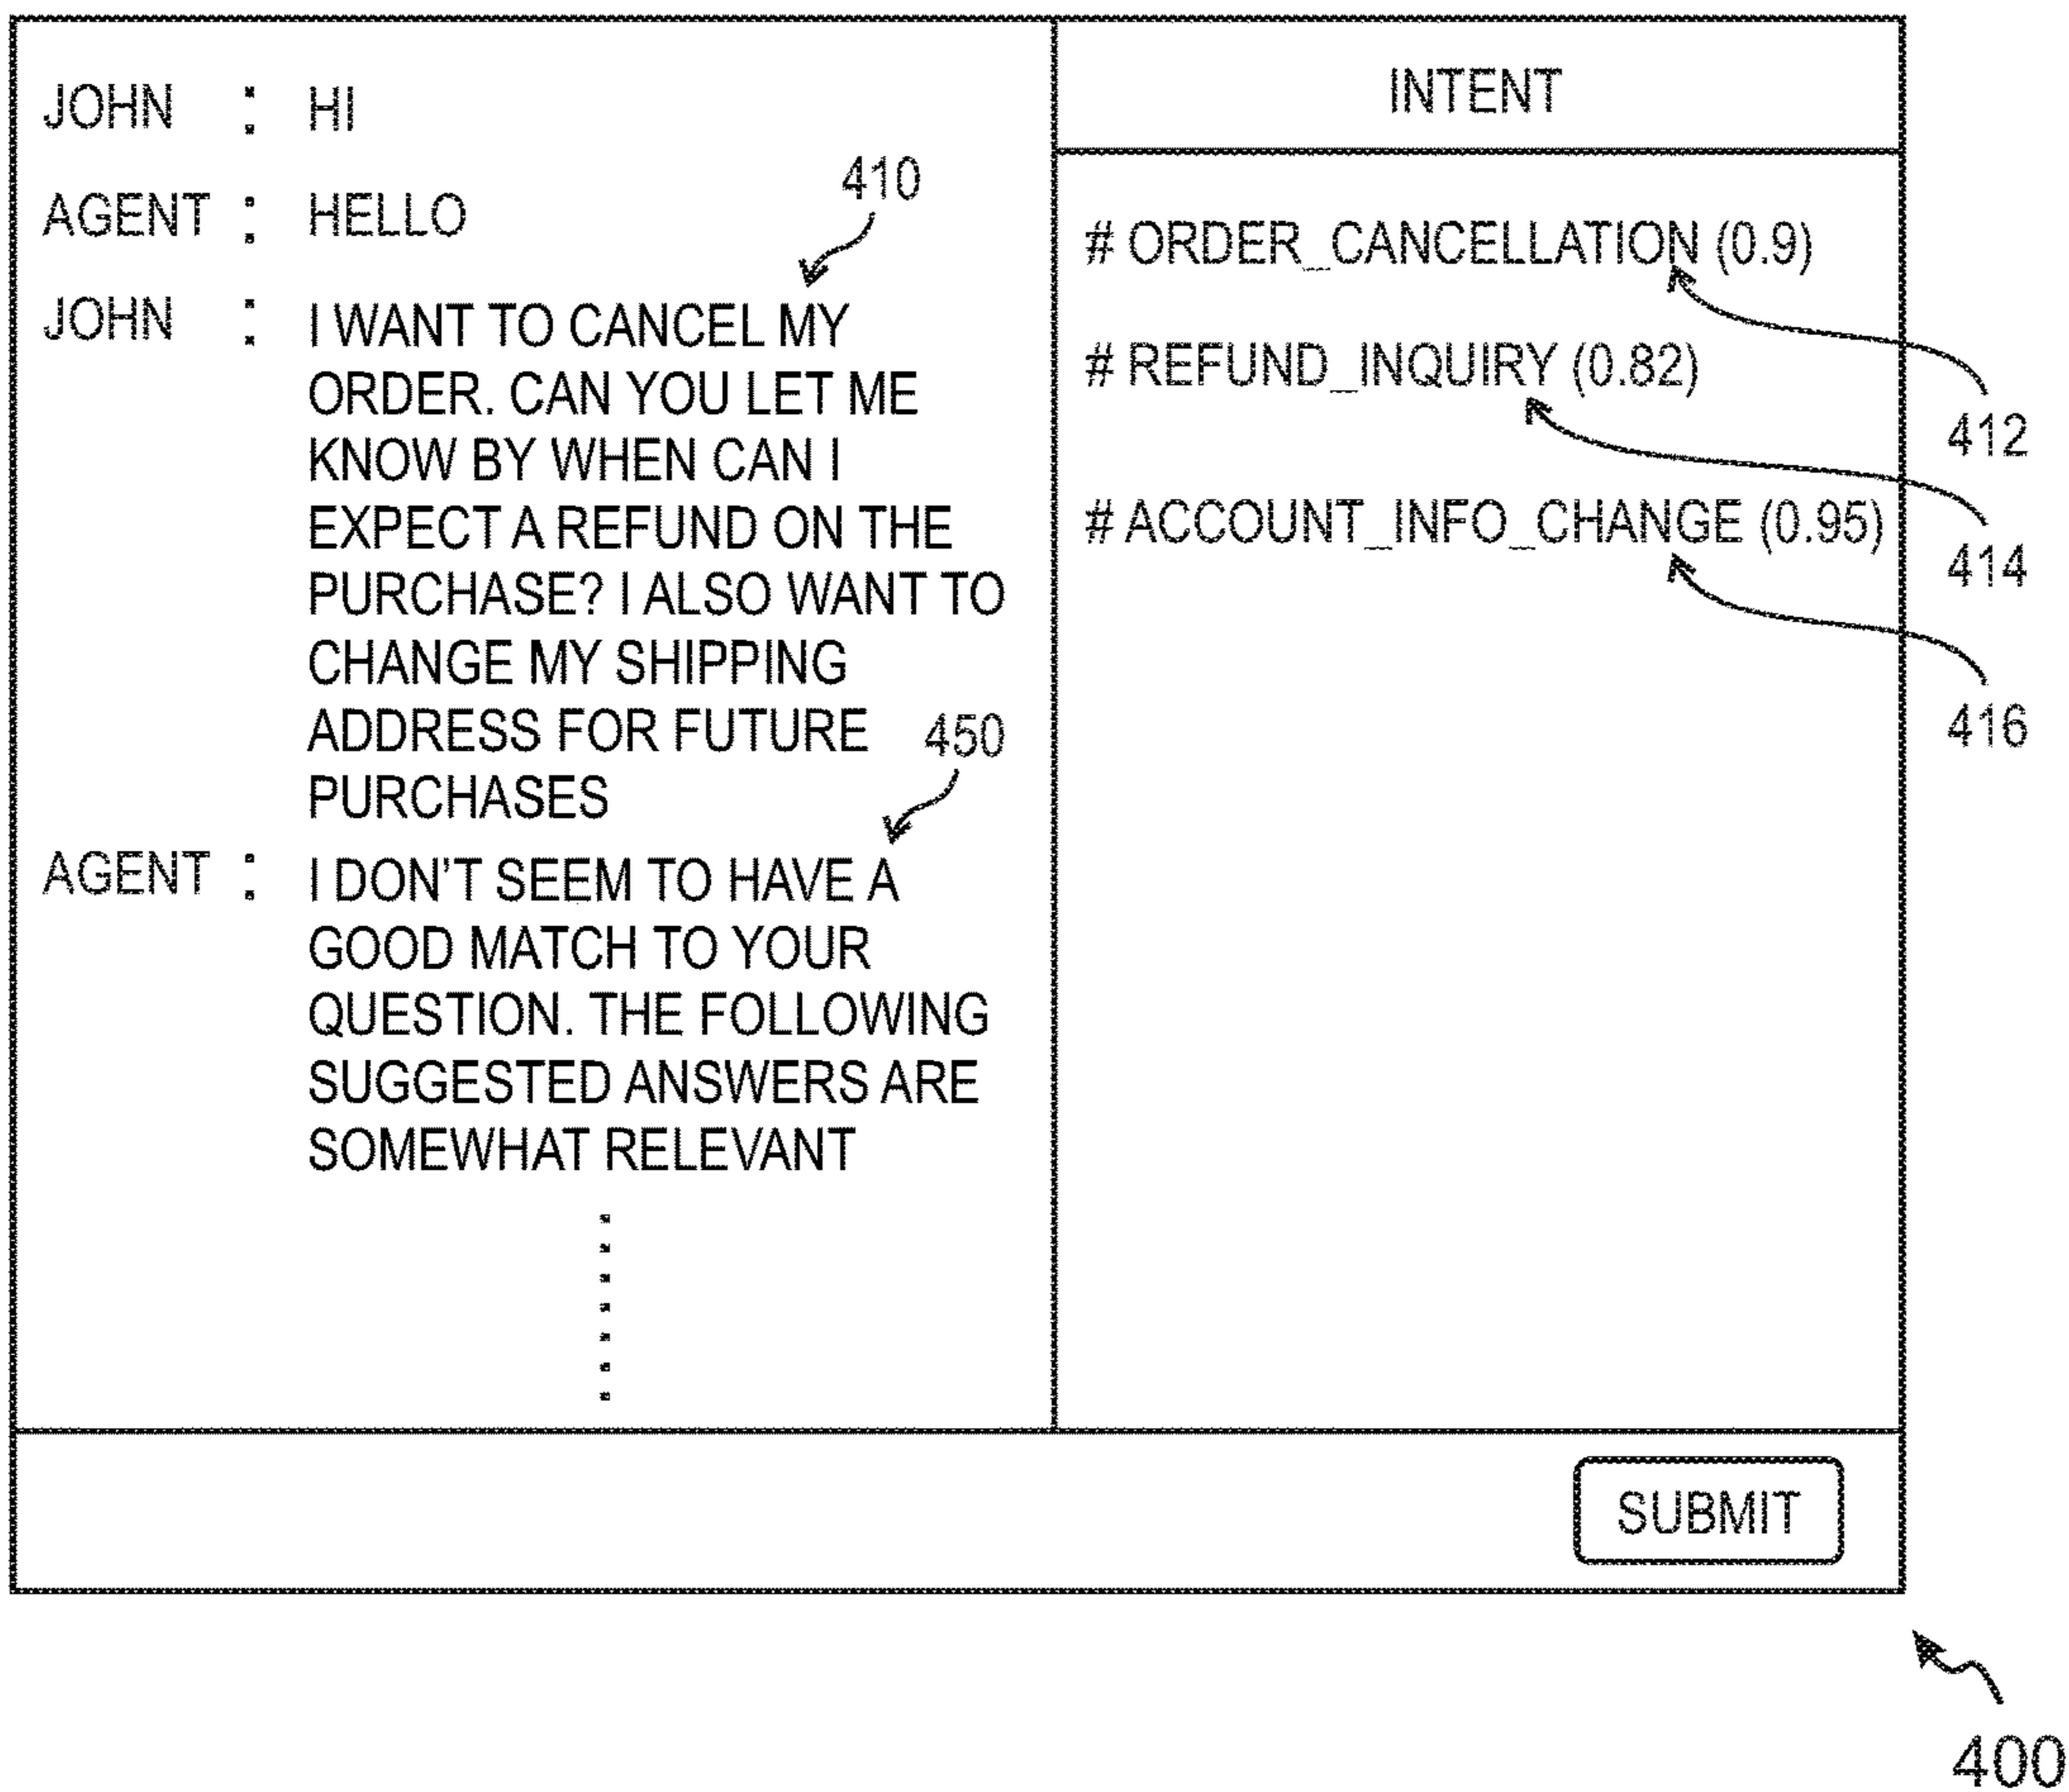 JOHN : HI
AGENT : HELLO
410
JOHN : I WANT TO CANCEL MY
ORDER. CAN YOU LET ME
KNOW BY WHEN CAN I
EXPECT A REFUND ON THE
PURCHASE? I ALSO WANT TO
CHANGE MY SHIPPING
ADDRESS FOR FUTURE
PURCHASES
450
AGENT : I DON'T SEEM TO HAVE A
GOOD MATCH TO YOUR
QUESTION. THE FOLLOWING
SUGGESTED ANSWERS ARE
SOMEWHAT RELEVANT
INTENT
# ORDER_CANCELLATION (0.9)
# REFUND_INQUIRY (0.82)
412
# ACCOUNT_INFO_CHANGE (0.95)
414
416
SUBMIT
400